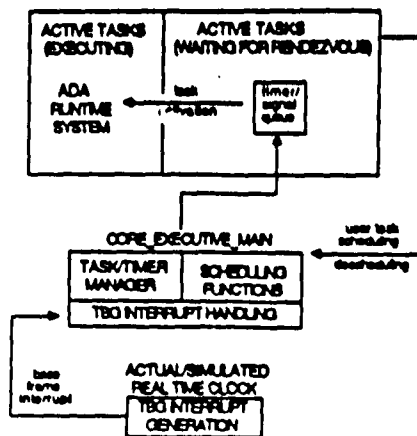 ACTIVE TASKS
(EXECUTING)
ACTIVE TASKS
(WAITING FOR RENDEZVOUS)
ADA
RUNTIME
SYSTEM
task
activation
timer/
signal
queue
CORE_EXECUTIVE_MAIN
user task
scheduling
descheduling
TASK/TIMER
MANAGER
SCHEDULING
FUNCTIONS
TBG INTERRUPT HANDLING
base
frame
interrupt
ACTUAL/SIMULATED
REAL TIME CLOCK
TBG INTERRUPT
GENERATION